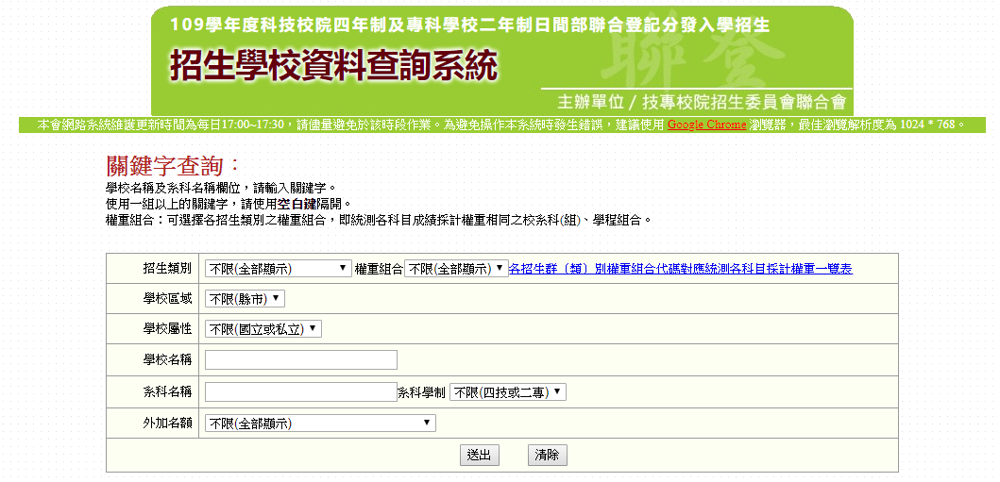 109學年度科技校院四年制及專科學校二年制日間部聯合登記分發入學招生
招生學校資料查詢系統
聯登
主辦單位 / 技專校院招生委員會聯合會
本會網路系統維護更新時間為每日17:00~17:30，請儘量避免於該時段作業。為避免操作本系統時發生錯誤，建議使用 Google Chrome 瀏覽器，最佳瀏覽解析度為 1024 * 768。
關鍵字查詢：
學校名稱及系科名稱欄位，請輸入關鍵字。
使用一組以上的關鍵字，請使用空白鍵隔開。
權重組合：可選擇各招生類別之權重組合，即統測各科目成績採計權重相同之校系科(組)、學程組合。
招生類別 不限(全部顯示) 權重組合 不限(全部顯示) 各招生群〔類〕別權重組合代碼對應統測各科目採計權重一覽表
學校區域 不限(縣市)
學校屬性 不限(國立或私立)
學校名稱
系科名稱 系科學制 不限(四技或二專)
外加名額 不限(全部顯示)
送出 清除